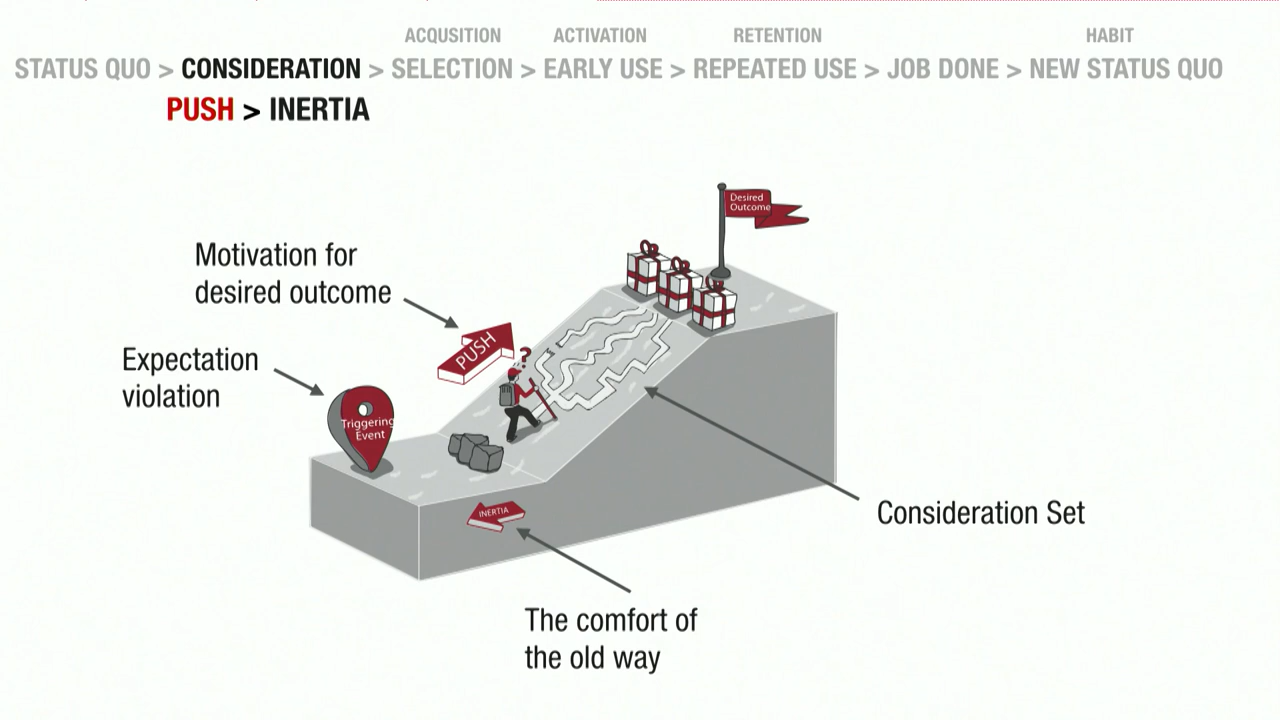 ACQUSITION ACTIVATION RETENTION HABIT
STATUS QUO > CONSIDERATION > SELECTION > EARLY USE > REPEATED USE > JOB DONE > NEW STATUS QUO
PUSH > INERTIA
Desired
Outcome
Motivation for
desired outcome
PUSH
?
Expectation
violation
Triggering
Event
INERTIA
Consideration Set
The comfort of
the old way